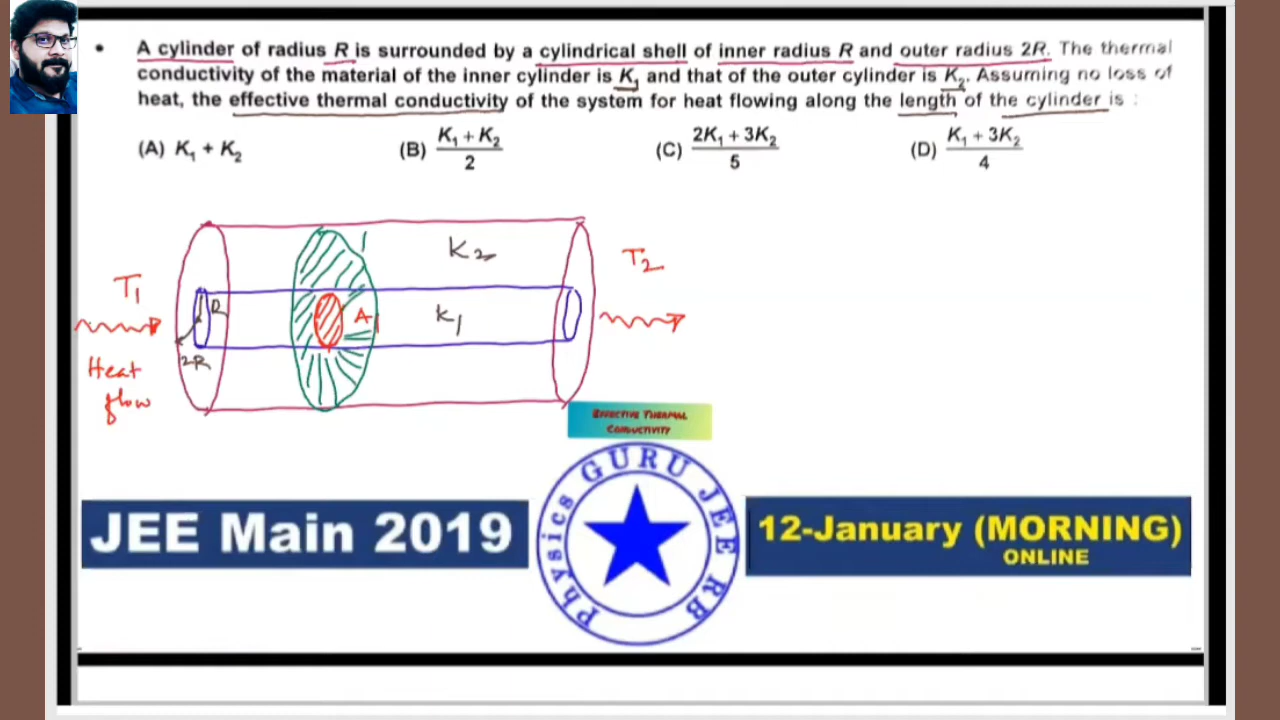 • A cylinder of radius R is surrounded by a cylindrical shell of inner radius R and outer radius 2R. The thermal
conductivity of the material of the inner cylinder is K₁ and that of the outer cylinder is K₂. Assuming no loss of
heat, the effective thermal conductivity of the system for heat flowing along the length of the cylinder is :
(A) K₁ + K₂ (B) K₁ + K₂ / 2 (C) 2K₁ + 3K₂ / 5 (D) K₁ + 3K₂ / 4
K₂
T₂
T₁
R
A₁
K₁
2R
Heat
flow
EFFECTIVE THERMAL
CONDUCTIVITY
Physics GURU JEE RB
JEE Main 2019
12-January (MORNING)
ONLINE